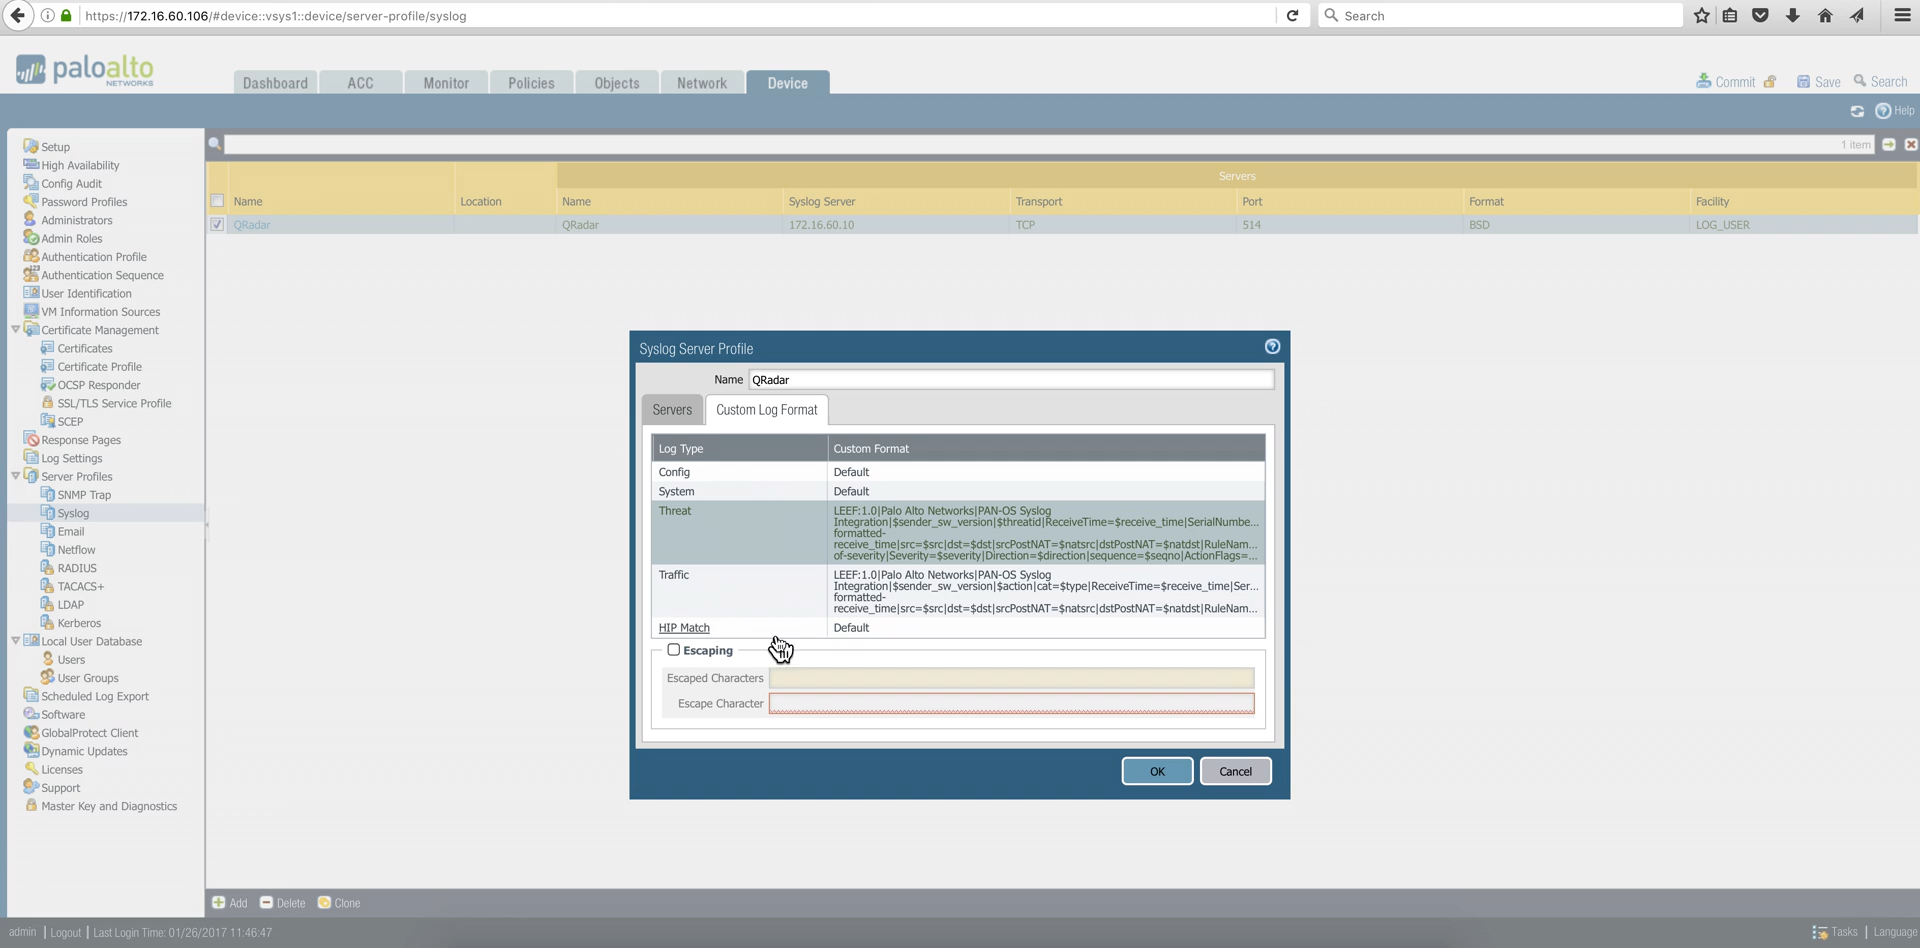 https://172.16.60.106/#device::vsys1::device/server-profile/syslog
Search
paloalto
NETWORKS
Dashboard
ACC
Monitor
Policies
Objects
Network
Device
Commit
Save
Search
Help
Setup
High Availability
Config Audit
Password Profiles
Administrators
Admin Roles
Authentication Profile
Authentication Sequence
User Identification
VM Information Sources
Certificate Management
Certificates
Certificate Profile
OCSP Responder
SSL/TLS Service Profile
SCEP
Response Pages
Log Settings
Server Profiles
SNMP Trap
Syslog
Email
Netflow
RADIUS
TACACS+
LDAP
Kerberos
Local User Database
Users
User Groups
Scheduled Log Export
Software
GlobalProtect Client
Dynamic Updates
Licenses
Support
Master Key and Diagnostics
1 item
Servers
Name Location Name Syslog Server Transport Port Format Facility
QRadar QRadar 172.16.60.10 TCP 514 BSD LOG_USER
Syslog Server Profile
Name QRadar
Servers
Custom Log Format
Log Type Custom Format
Config Default
System Default
Threat LEEF:1.0|Palo Alto Networks|PAN-OS Syslog
Integration|$sender_sw_version|$threatid|ReceiveTime=$receive_time|SerialNumbe...
formatted-
receive_time|src=$src|dst=$dst|srcPostNAT=$natsrc|dstPostNAT=$natdst|RuleNam...
of-severity|Severity=$severity|Direction=$direction|sequence=$seqno|ActionFlags=...
Traffic LEEF:1.0|Palo Alto Networks|PAN-OS Syslog
Integration|$sender_sw_version|$action|cat=$type|ReceiveTime=$receive_time|Ser...
formatted-
receive_time|src=$src|dst=$dst|srcPostNAT=$natsrc|dstPostNAT=$natdst|RuleNam...
HIP Match Default
Escaping
Escaped Characters
Escape Character
OK
Cancel
Add
Delete
Clone
admin | Logout | Last Login Time: 01/26/2017 11:46:47
Tasks | Language